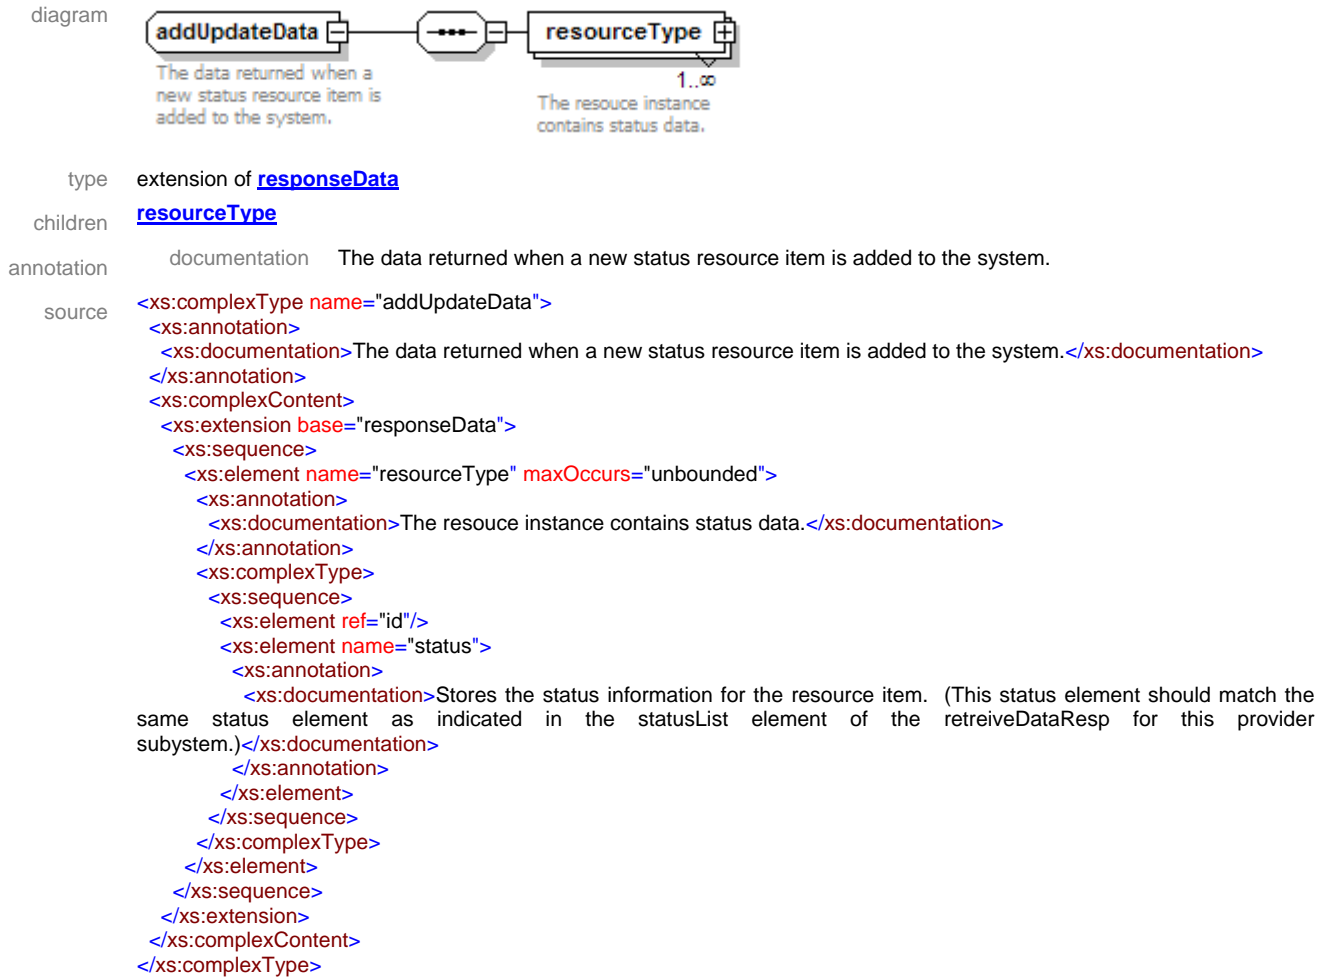 diagram
addUpdateData
resourceType
1..∞
The data returned when a
new status resource item is
added to the system.
The resouce instance
contains status data.
type extension of responseData
children resourceType
annotation documentation The data returned when a new status resource item is added to the system.
source <xs:complexType name="addUpdateData">
<xs:annotation>
<xs:documentation>The data returned when a new status resource item is added to the system.</xs:documentation>
</xs:annotation>
<xs:complexContent>
<xs:extension base="responseData">
<xs:sequence>
<xs:element name="resourceType" maxOccurs="unbounded">
<xs:annotation>
<xs:documentation>The resouce instance contains status data.</xs:documentation>
</xs:annotation>
<xs:complexType>
<xs:sequence>
<xs:element ref="id"/>
<xs:element name="status">
<xs:annotation>
<xs:documentation>Stores the status information for the resource item. (This status element should match the
same status element as indicated in the statusList element of the retreiveDataResp for this provider
subystem.)</xs:documentation>
</xs:annotation>
</xs:element>
</xs:sequence>
</xs:complexType>
</xs:element>
</xs:sequence>
</xs:extension>
</xs:complexContent>
</xs:complexType>